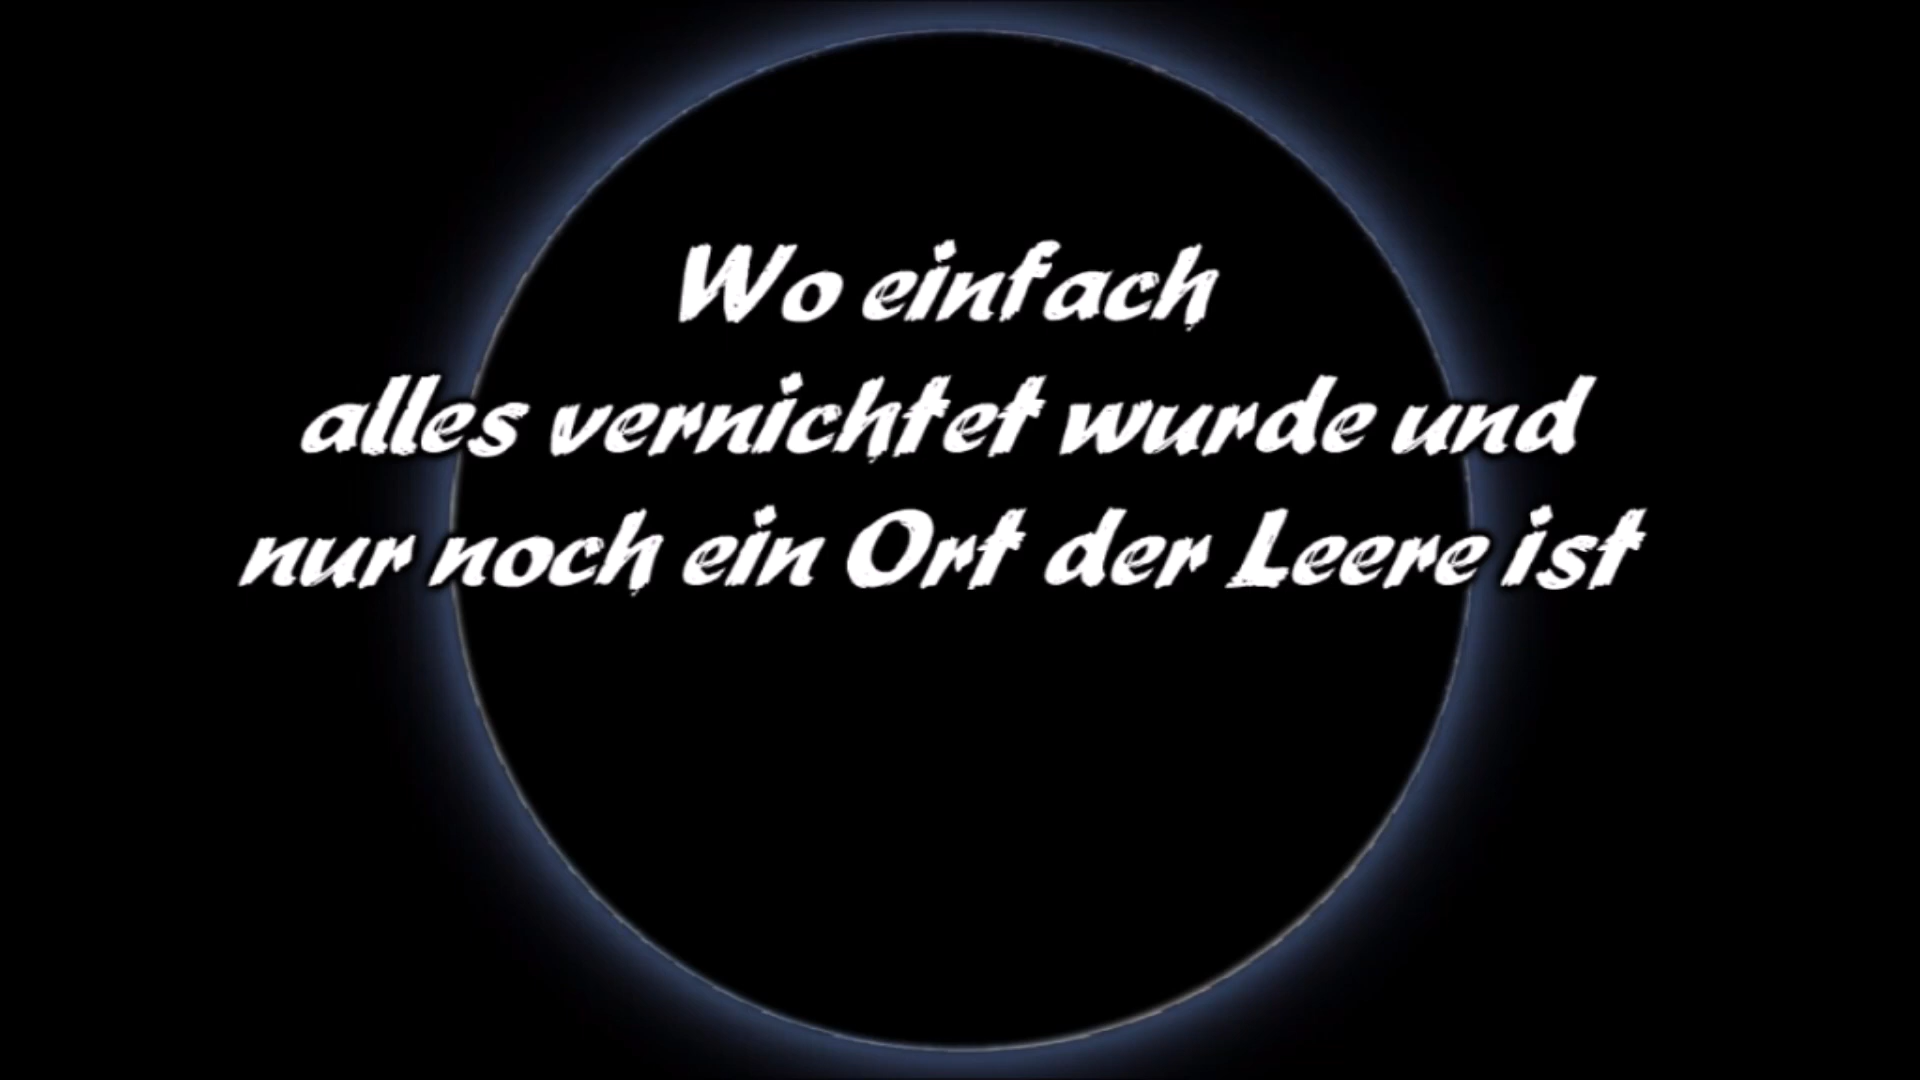 Wo einfach
alles vernichtet wurde und
nur noch ein Ort der Leere ist